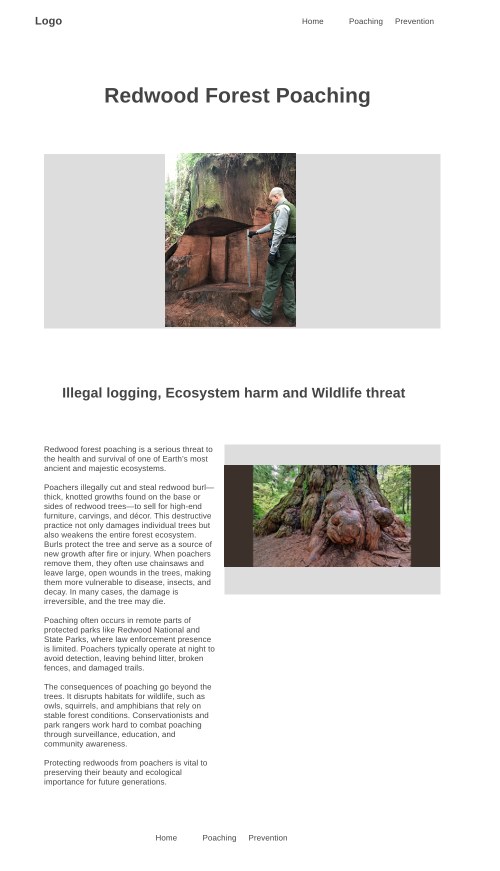 Logo
Home Poaching Prevention
Redwood Forest Poaching
Illegal logging, Ecosystem harm and Wildlife threat
Redwood forest poaching is a serious threat to
the health and survival of one of Earth's most
ancient and majestic ecosystems.
Poachers illegally cut and steal redwood burl—
thick, knotted growths found on the base or
sides of redwood trees—to sell for high-end
furniture, carvings, and décor. This destructive
practice not only damages individual trees but
also weakens the entire forest ecosystem.
Burls protect the tree and serve as a source of
new growth after fire or injury. When poachers
remove them, they often use chainsaws and
leave large, open wounds in the trees, making
them more vulnerable to disease, insects, and
decay. In many cases, the damage is
irreversible, and the tree may die.
Poaching often occurs in remote parts of
protected parks like Redwood National and
State Parks, where law enforcement presence
is limited. Poachers typically operate at night to
avoid detection, leaving behind litter, broken
fences, and damaged trails.
The consequences of poaching go beyond the
trees. It disrupts habitats for wildlife, such as
owls, squirrels, and amphibians that rely on
stable forest conditions. Conservationists and
park rangers work hard to combat poaching
through surveillance, education, and
community awareness.
Protecting redwoods from poachers is vital to
preserving their beauty and ecological
importance for future generations.
Home Poaching Prevention